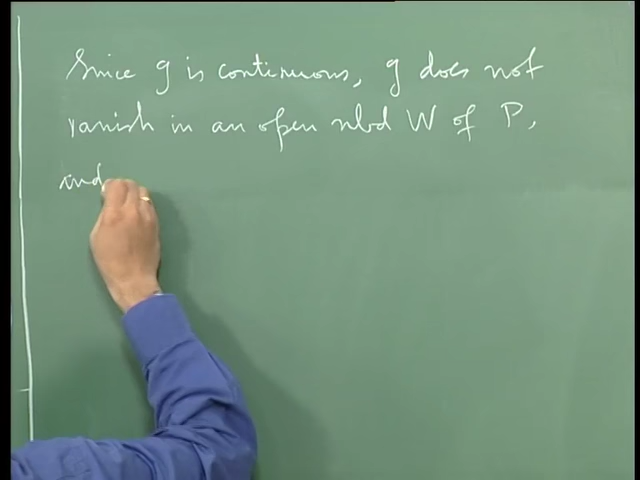 Since g is continuous, g does not
vanish in an open nbd W of P,
and